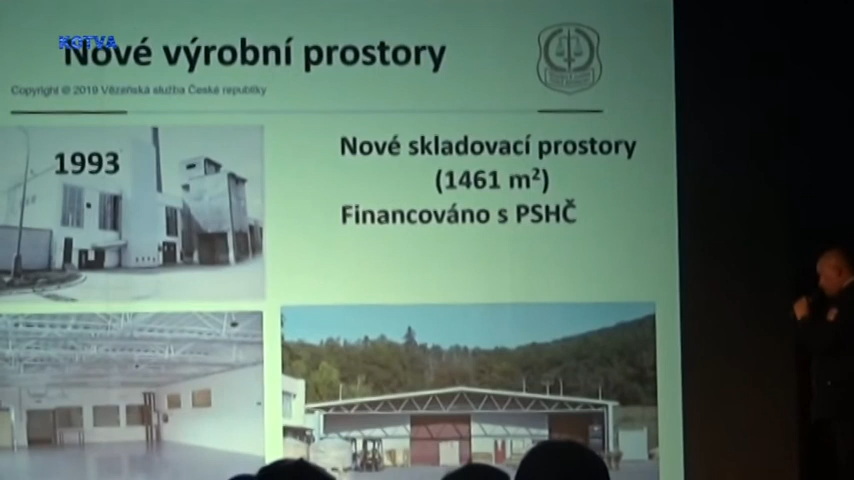 KGTVA
Nové výrobní prostory
Copyright © 2019 Vězeňská služba České republiky
1993
Nové skladovací prostory
(1461 m²)
Financováno s PSHČ